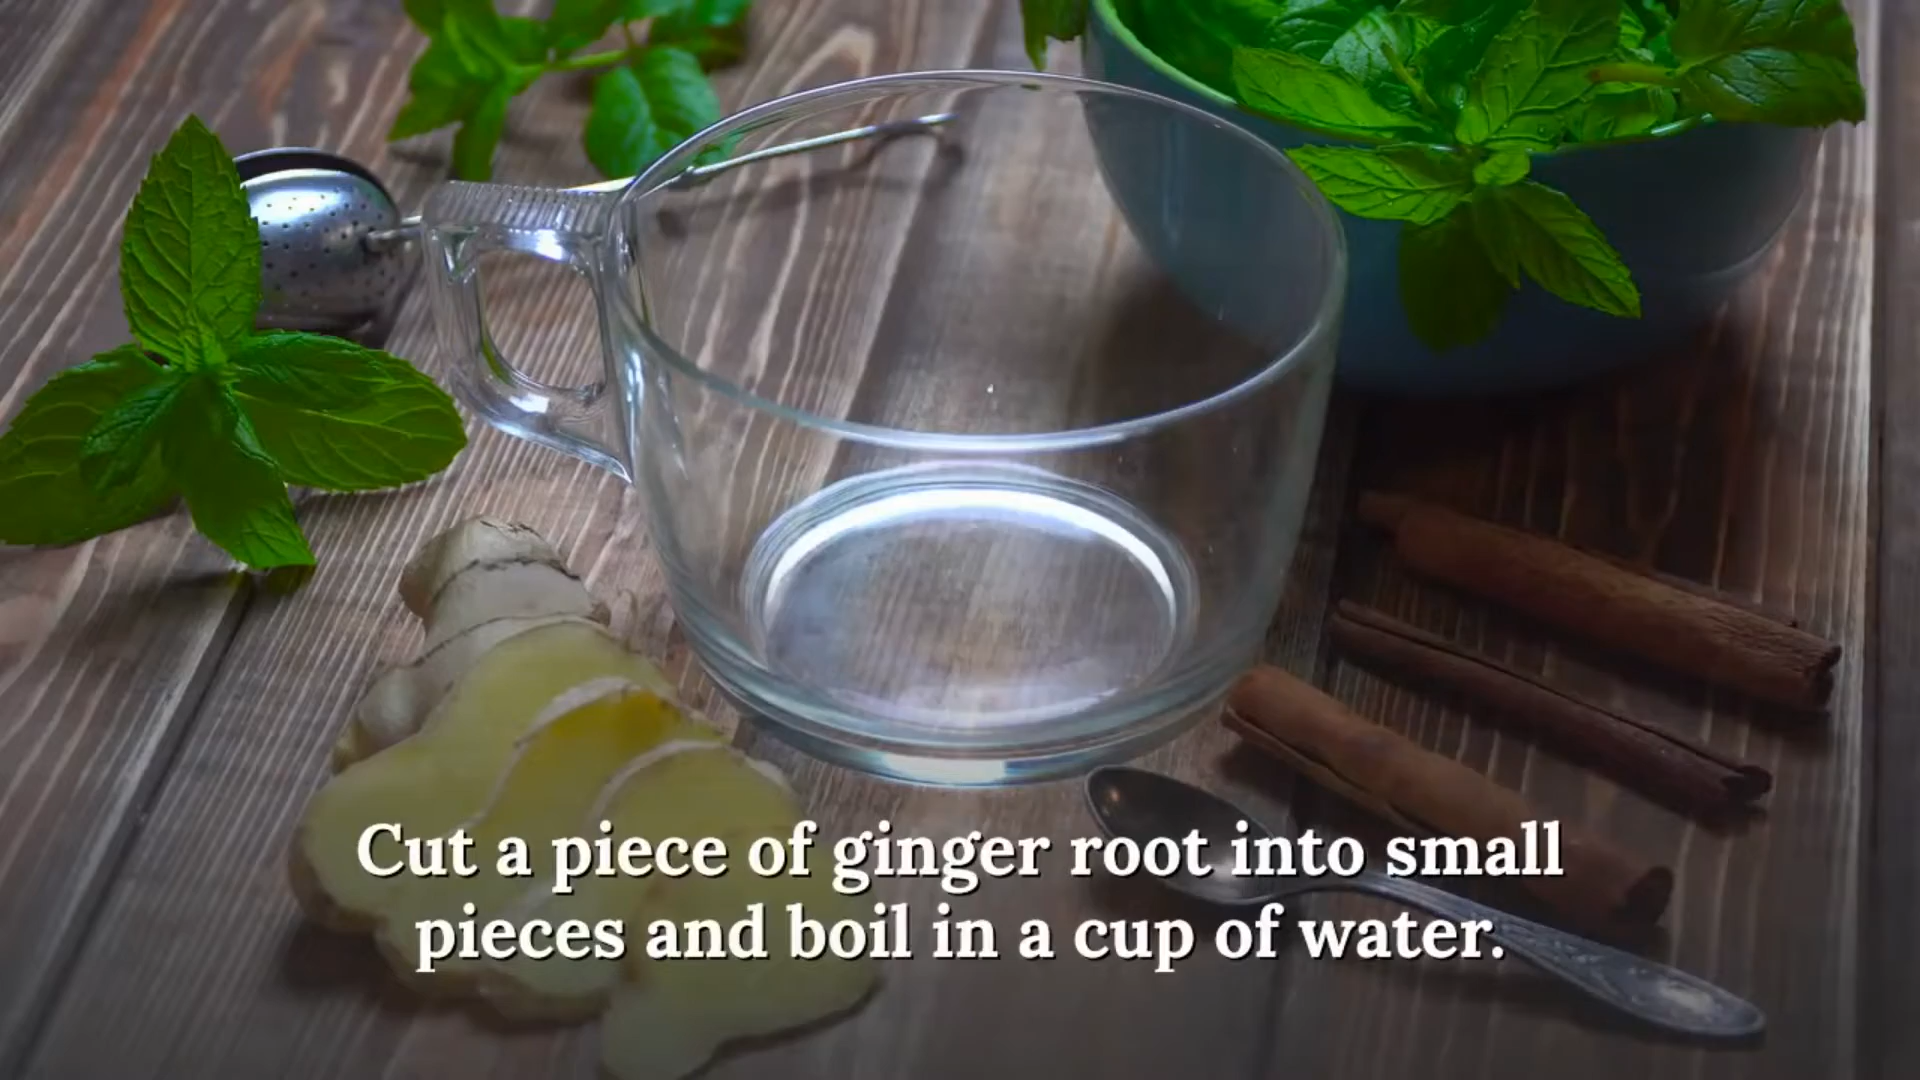 Cut a piece of ginger root into small
pieces and boil in a cup of water.